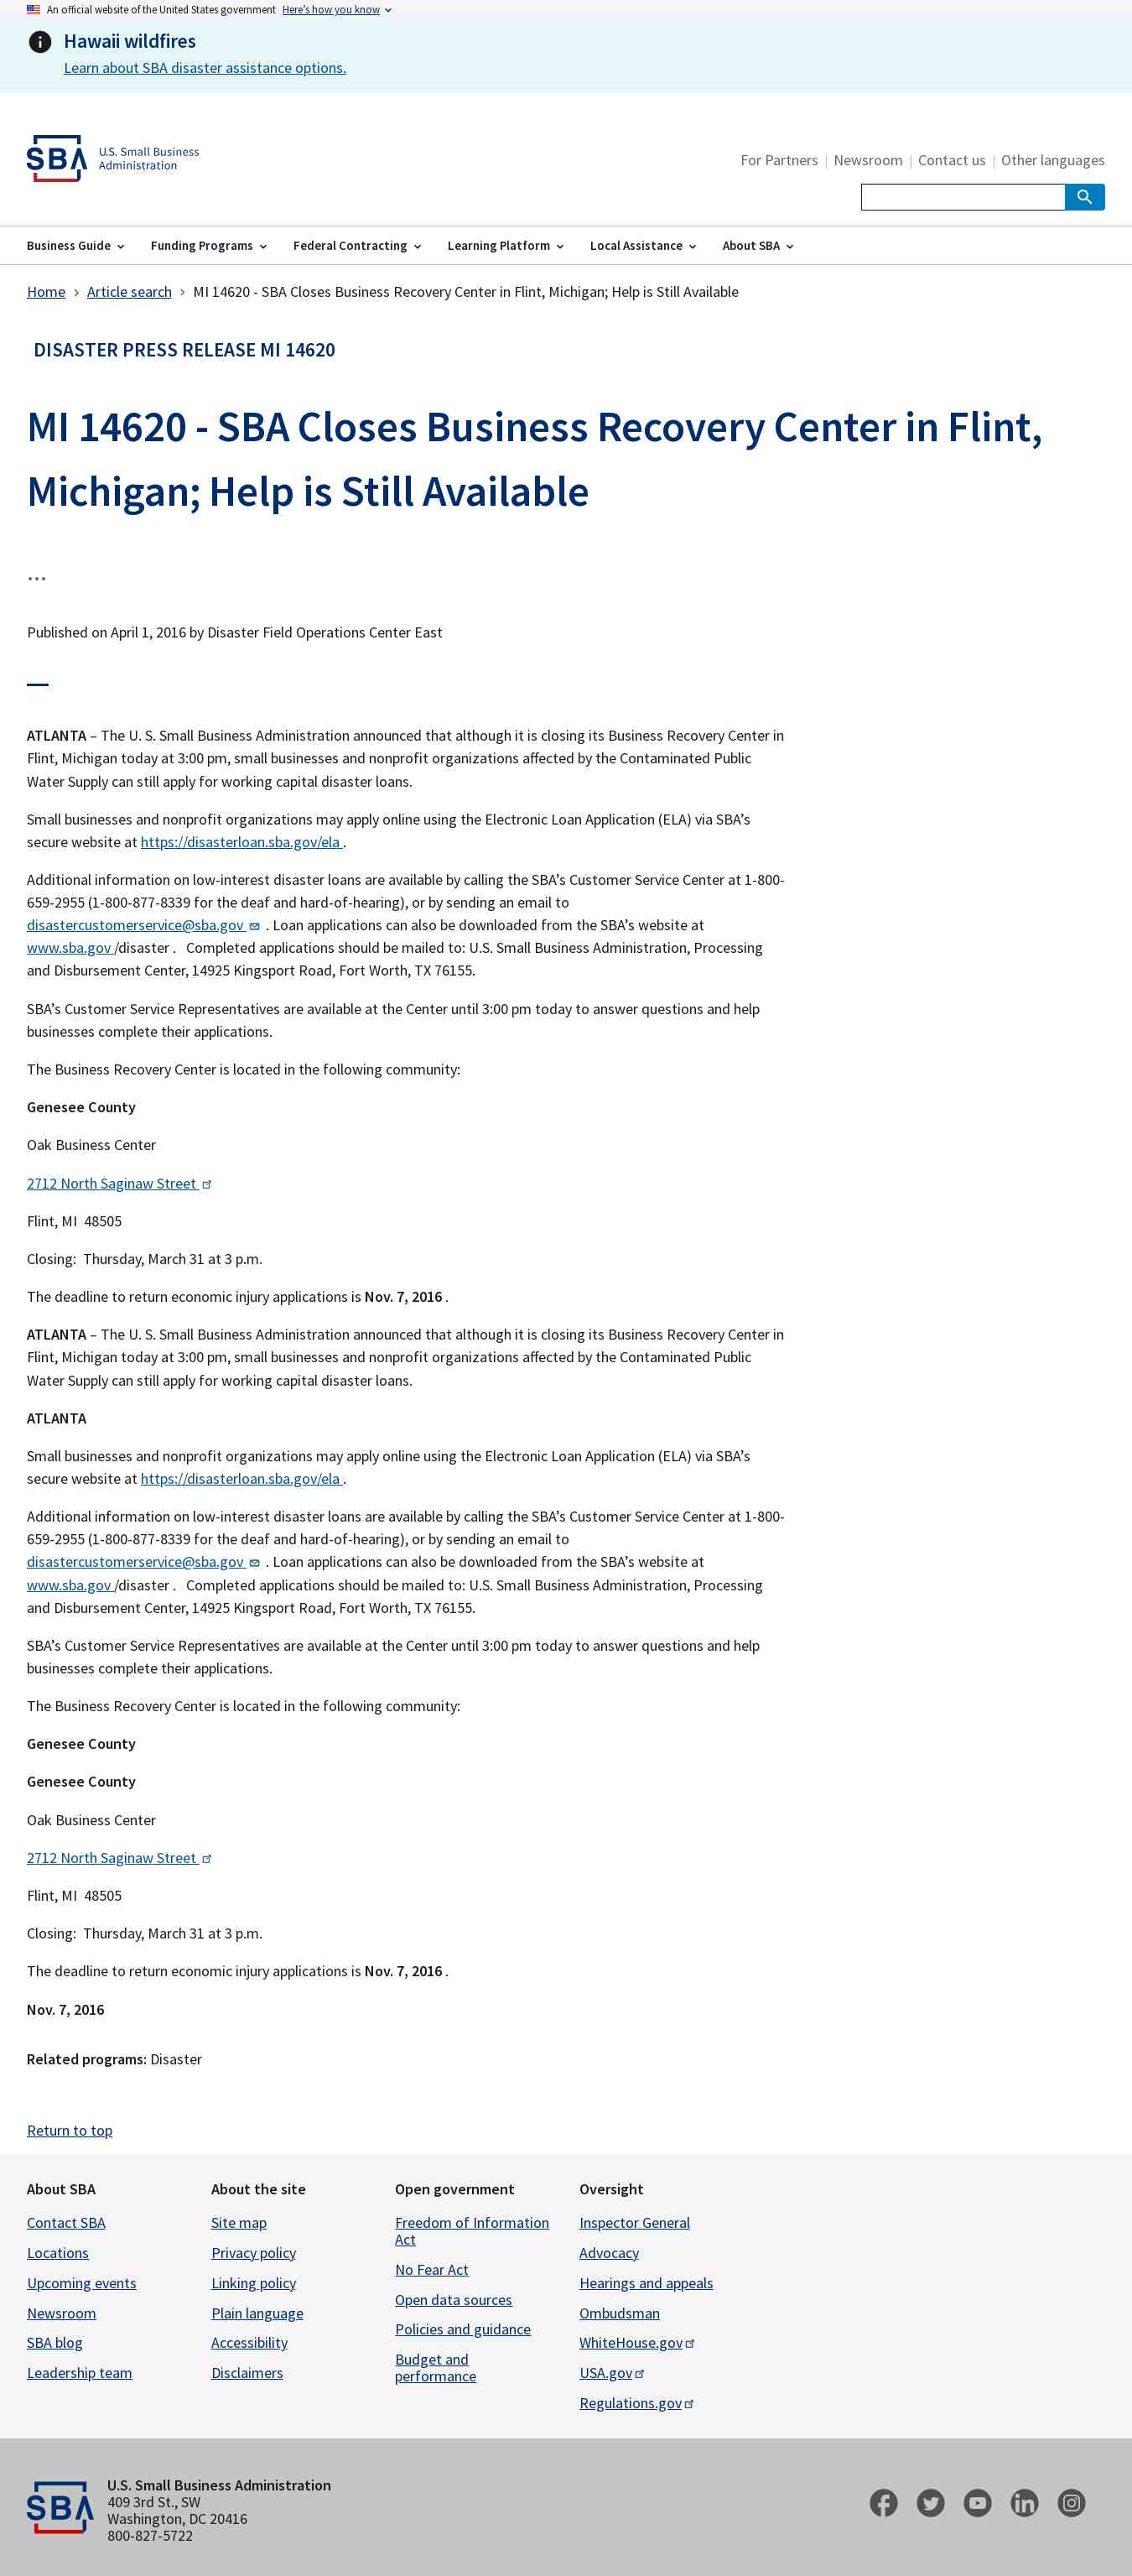 An official website of the United States government Here’s how you know
Hawaii wildfires
Learn about SBA disaster assistance options.
SBA U.S. Small Business
Administration
For Partners | Newsroom | Contact us | Other languages
Business Guide Funding Programs Federal Contracting Learning Platform Local Assistance About SBA
Home > Article search > MI 14620 - SBA Closes Business Recovery Center in Flint, Michigan; Help is Still Available
DISASTER PRESS RELEASE MI 14620
MI 14620 - SBA Closes Business Recovery Center in Flint,
Michigan; Help is Still Available
...
Published on April 1, 2016 by Disaster Field Operations Center East
ATLANTA – The U. S. Small Business Administration announced that although it is closing its Business Recovery Center in
Flint, Michigan today at 3:00 pm, small businesses and nonprofit organizations affected by the Contaminated Public
Water Supply can still apply for working capital disaster loans.
Small businesses and nonprofit organizations may apply online using the Electronic Loan Application (ELA) via SBA’s
secure website at https://disasterloan.sba.gov/ela .
Additional information on low-interest disaster loans are available by calling the SBA’s Customer Service Center at 1-800-
659-2955 (1-800-877-8339 for the deaf and hard-of-hearing), or by sending an email to
disastercustomerservice@sba.gov . Loan applications can also be downloaded from the SBA’s website at
www.sba.gov /disaster . Completed applications should be mailed to: U.S. Small Business Administration, Processing
and Disbursement Center, 14925 Kingsport Road, Fort Worth, TX 76155.
SBA’s Customer Service Representatives are available at the Center until 3:00 pm today to answer questions and help
businesses complete their applications.
The Business Recovery Center is located in the following community:
Genesee County
Oak Business Center
2712 North Saginaw Street
Flint, MI 48505
Closing: Thursday, March 31 at 3 p.m.
The deadline to return economic injury applications is Nov. 7, 2016 .
ATLANTA – The U. S. Small Business Administration announced that although it is closing its Business Recovery Center in
Flint, Michigan today at 3:00 pm, small businesses and nonprofit organizations affected by the Contaminated Public
Water Supply can still apply for working capital disaster loans.
ATLANTA
Small businesses and nonprofit organizations may apply online using the Electronic Loan Application (ELA) via SBA’s
secure website at https://disasterloan.sba.gov/ela .
Additional information on low-interest disaster loans are available by calling the SBA’s Customer Service Center at 1-800-
659-2955 (1-800-877-8339 for the deaf and hard-of-hearing), or by sending an email to
disastercustomerservice@sba.gov . Loan applications can also be downloaded from the SBA’s website at
www.sba.gov /disaster . Completed applications should be mailed to: U.S. Small Business Administration, Processing
and Disbursement Center, 14925 Kingsport Road, Fort Worth, TX 76155.
SBA’s Customer Service Representatives are available at the Center until 3:00 pm today to answer questions and help
businesses complete their applications.
The Business Recovery Center is located in the following community:
Genesee County
Genesee County
Oak Business Center
2712 North Saginaw Street
Flint, MI 48505
Closing: Thursday, March 31 at 3 p.m.
The deadline to return economic injury applications is Nov. 7, 2016 .
Nov. 7, 2016
Related programs: Disaster
Return to top
About SBA
Contact SBA
Locations
Upcoming events
Newsroom
SBA blog
Leadership team
About the site
Site map
Privacy policy
Linking policy
Plain language
Accessibility
Disclaimers
Open government
Freedom of Information
Act
No Fear Act
Open data sources
Policies and guidance
Budget and
performance
Oversight
Inspector General
Advocacy
Hearings and appeals
Ombudsman
WhiteHouse.gov
USA.gov
Regulations.gov
SBA
U.S. Small Business Administration
409 3rd St., SW
Washington, DC 20416
800-827-5722